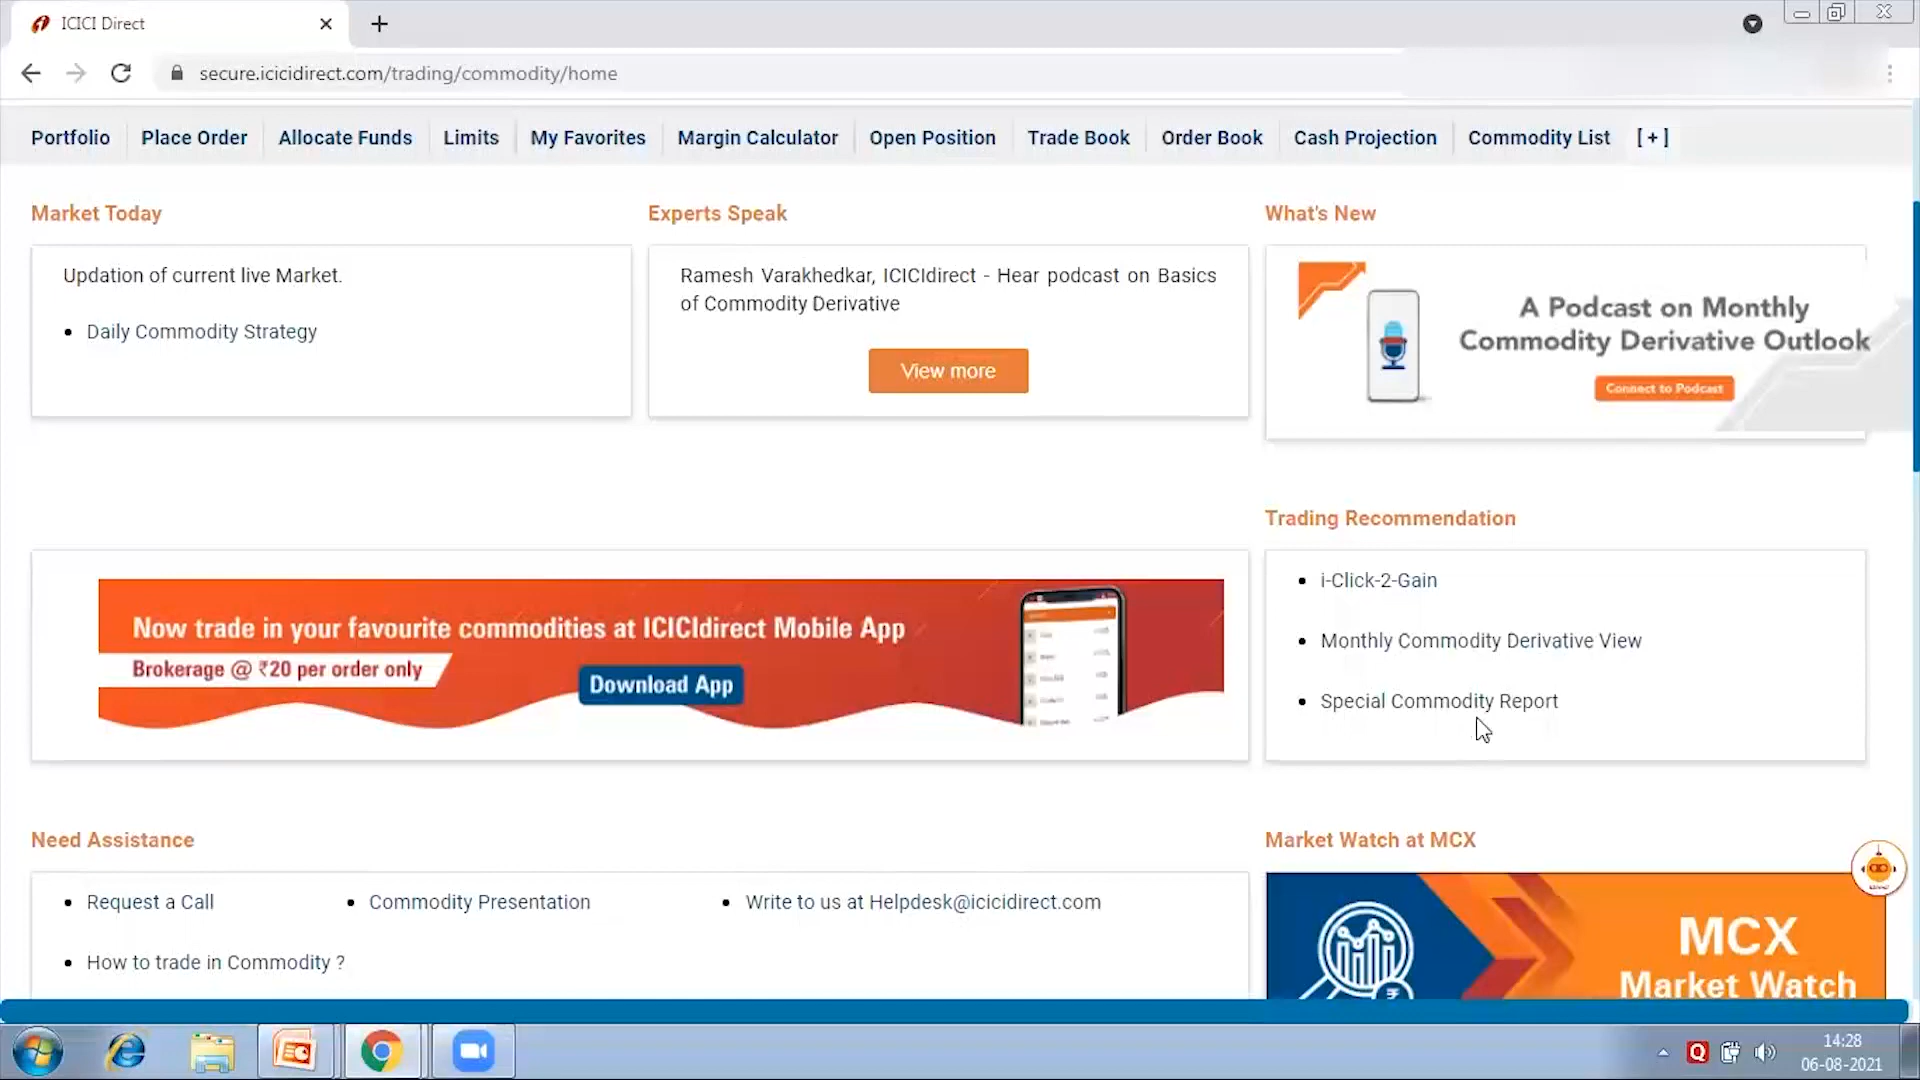 ICICI Direct
secure.icicidirect.com/trading/commodity/home
Portfolio
Place Order
Allocate Funds
Limits
My Favorites
Margin Calculator
Open Position
Trade Book
Order Book
Cash Projection
Commodity List
[ + ]
Market Today
Updation of current live Market.
Daily Commodity Strategy
Experts Speak
Ramesh Varakhedkar, ICICIdirect - Hear podcast on Basics
of Commodity Derivative
View more
What's New
A Podcast on Monthly
Commodity Derivative Outlook
Connect to Podcast
Now trade in your favourite commodities at ICICIdirect Mobile App
Brokerage @ ₹20 per order only
Download App
Trading Recommendation
i-Click-2-Gain
Monthly Commodity Derivative View
Special Commodity Report
Need Assistance
Request a Call
Commodity Presentation
Write to us at Helpdesk@icicidirect.com
How to trade in Commodity ?
Market Watch at MCX
MCX
Market Watch
14:28
06-08-2021